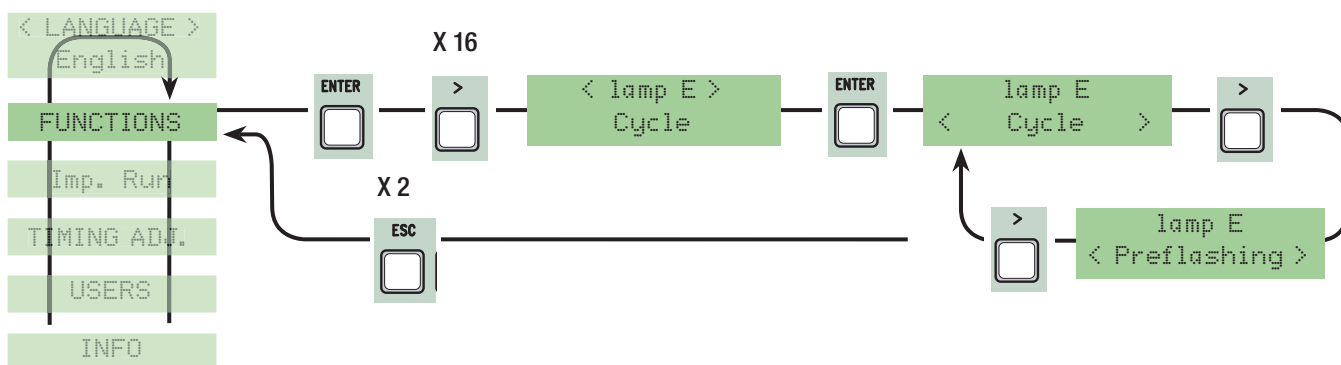 < LANGUAGE >
English
FUNCTIONS
Imp. Run
TIMING ADJ.
USERS
INFO
ENTER
X 16
>
< lamp E >
Cycle
ENTER
lamp E
< Cycle >
>
lamp E
< Preflashing >
>
X 2
ESC